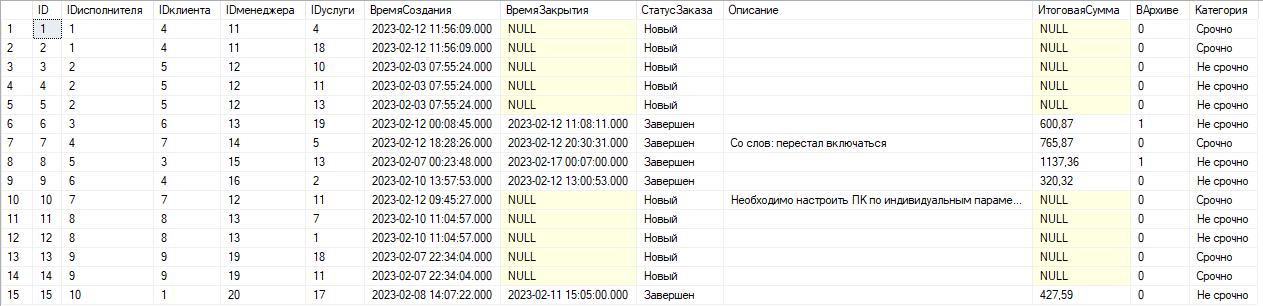 ID IDисполнителя IDклиента IDменеджера IDуслуги ВремяСоздания ВремяЗакрытия СтатусЗаказа Описание ИтоговаяСумма ВАрхиве Категория
1 1 1 4 11 4 2023-02-12 11:56:09.000 NULL Новый NULL 0 Срочно
2 2 1 4 11 18 2023-02-12 11:56:09.000 NULL Новый NULL 0 Срочно
3 3 2 5 12 10 2023-02-03 07:55:24.000 NULL Новый NULL 0 Не срочно
4 4 2 5 12 11 2023-02-03 07:55:24.000 NULL Новый NULL 0 Не срочно
5 5 2 5 12 13 2023-02-03 07:55:24.000 NULL Новый NULL 0 Не срочно
6 6 3 6 13 19 2023-02-12 00:08:45.000 2023-02-12 11:08:11.000 Завершен 600,87 1 Не срочно
7 7 4 7 14 5 2023-02-12 18:28:26.000 2023-02-12 20:30:31.000 Завершен Со слов: перестал включаться 765,87 0 Срочно
8 8 5 3 15 13 2023-02-07 00:23:48.000 2023-02-17 00:07:00.000 Завершен 1137,36 1 Не срочно
9 9 6 4 16 2 2023-02-10 13:57:53.000 2023-02-12 13:00:53.000 Завершен 320,32 0 Не срочно
10 10 7 7 12 11 2023-02-12 09:45:27.000 NULL Новый Необходимо настроить ПК по индивидуальным параме... NULL 0 Срочно
11 11 8 8 13 7 2023-02-10 11:04:57.000 NULL Новый NULL 0 Не срочно
12 12 8 8 13 1 2023-02-10 11:04:57.000 NULL Новый NULL 0 Не срочно
13 13 9 9 19 18 2023-02-07 22:34:04.000 NULL Новый NULL 0 Срочно
14 14 9 9 19 11 2023-02-07 22:34:04.000 NULL Новый NULL 0 Срочно
15 15 10 1 20 17 2023-02-08 14:07:22.000 2023-02-11 15:05:00.000 Завершен 427,59 0 Не срочно